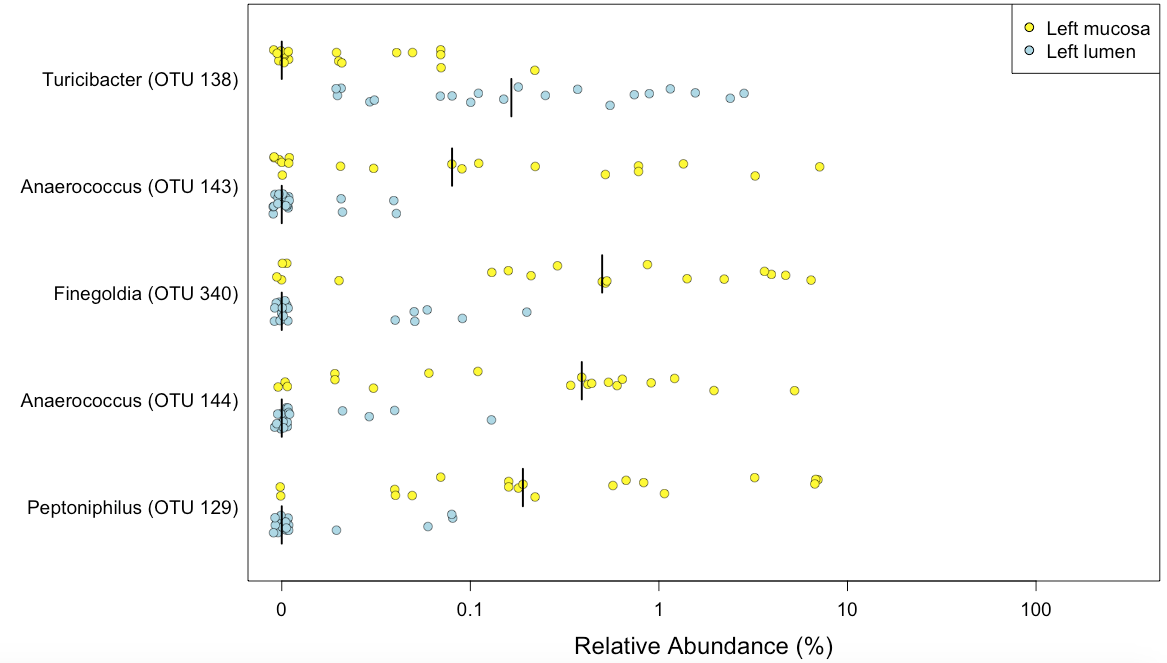 Left mucosa
Left lumen
Turicibacter (OTU 138)
Anaerococcus (OTU 143)
Finegoldia (OTU 340)
Anaerococcus (OTU 144)
Peptoniphilus (OTU 129)
0 0.1 1 10 100
Relative Abundance (%)